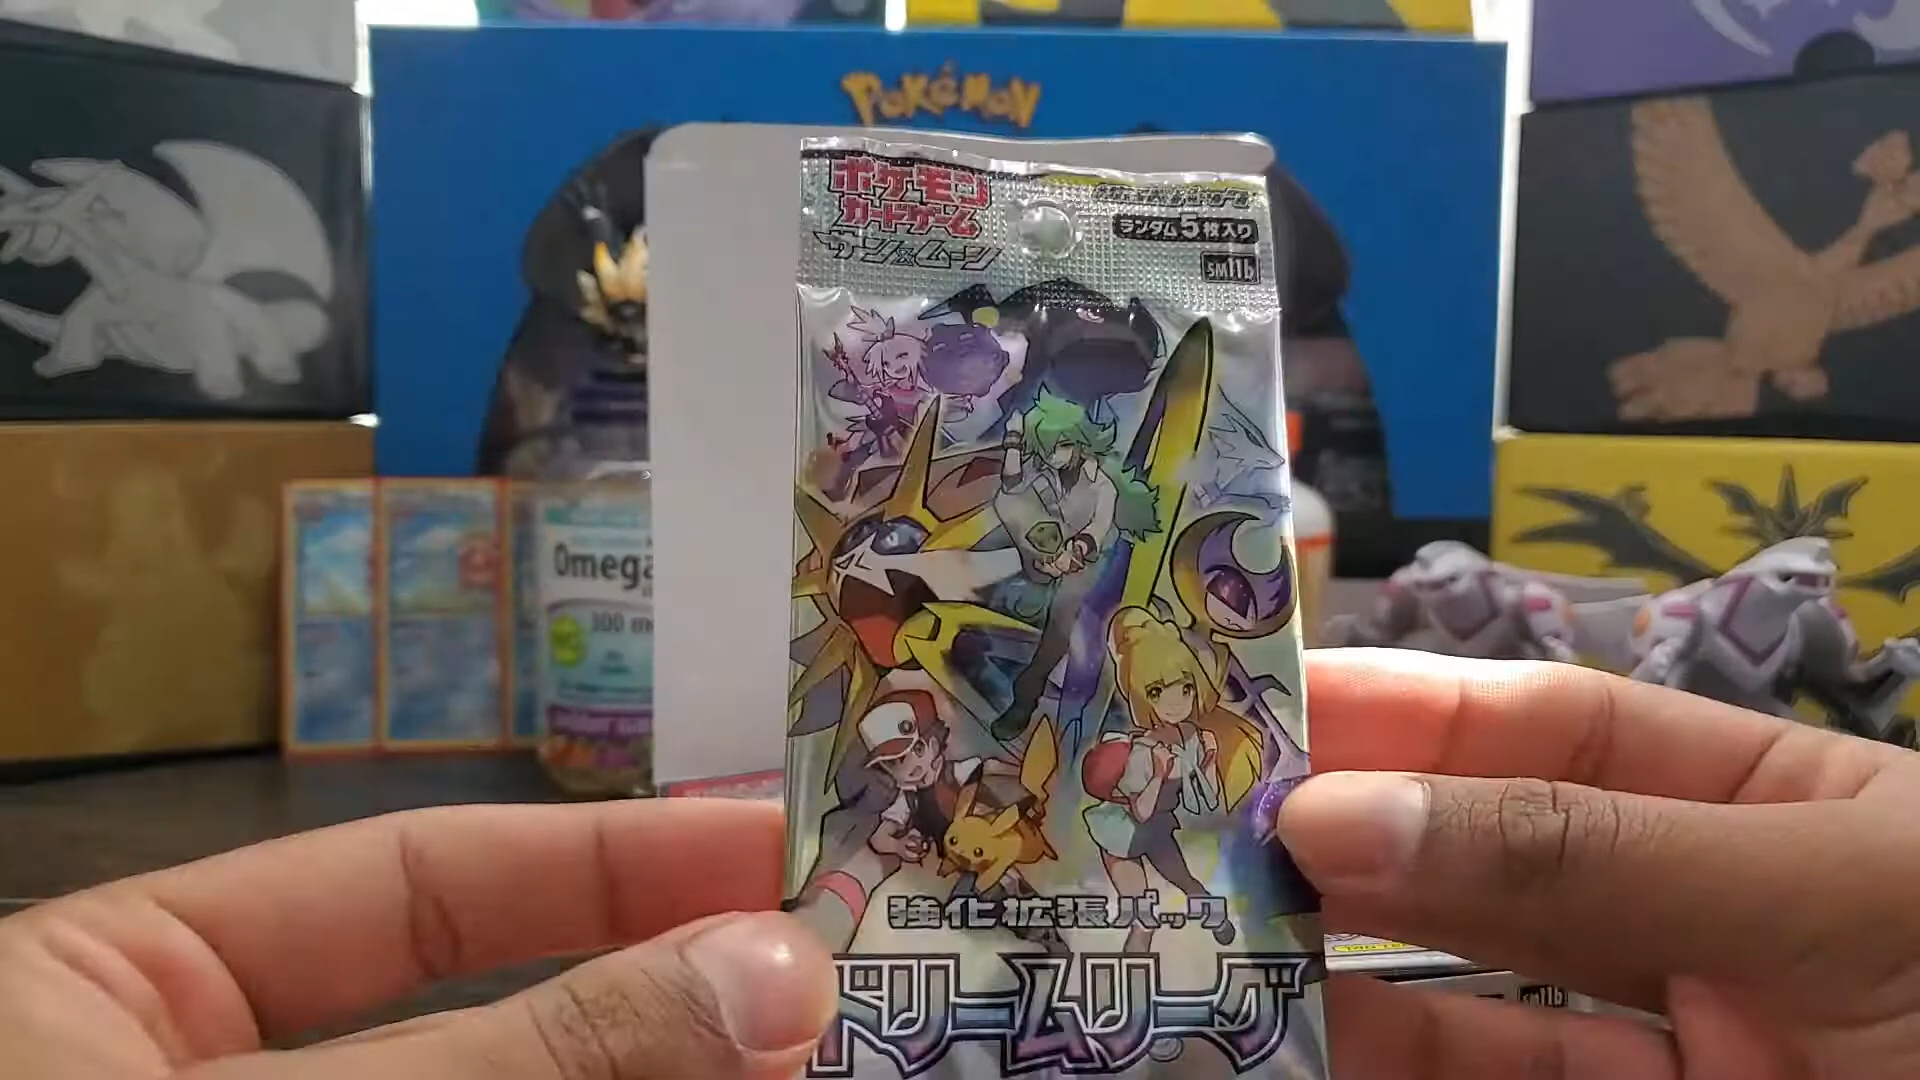 POKéMON
ポケモン
カードゲーム
サン&ムーン
ランダム5枚入り
SM11b
Omega
300 m
強化拡張パック
ドリームリーグ
sm11b